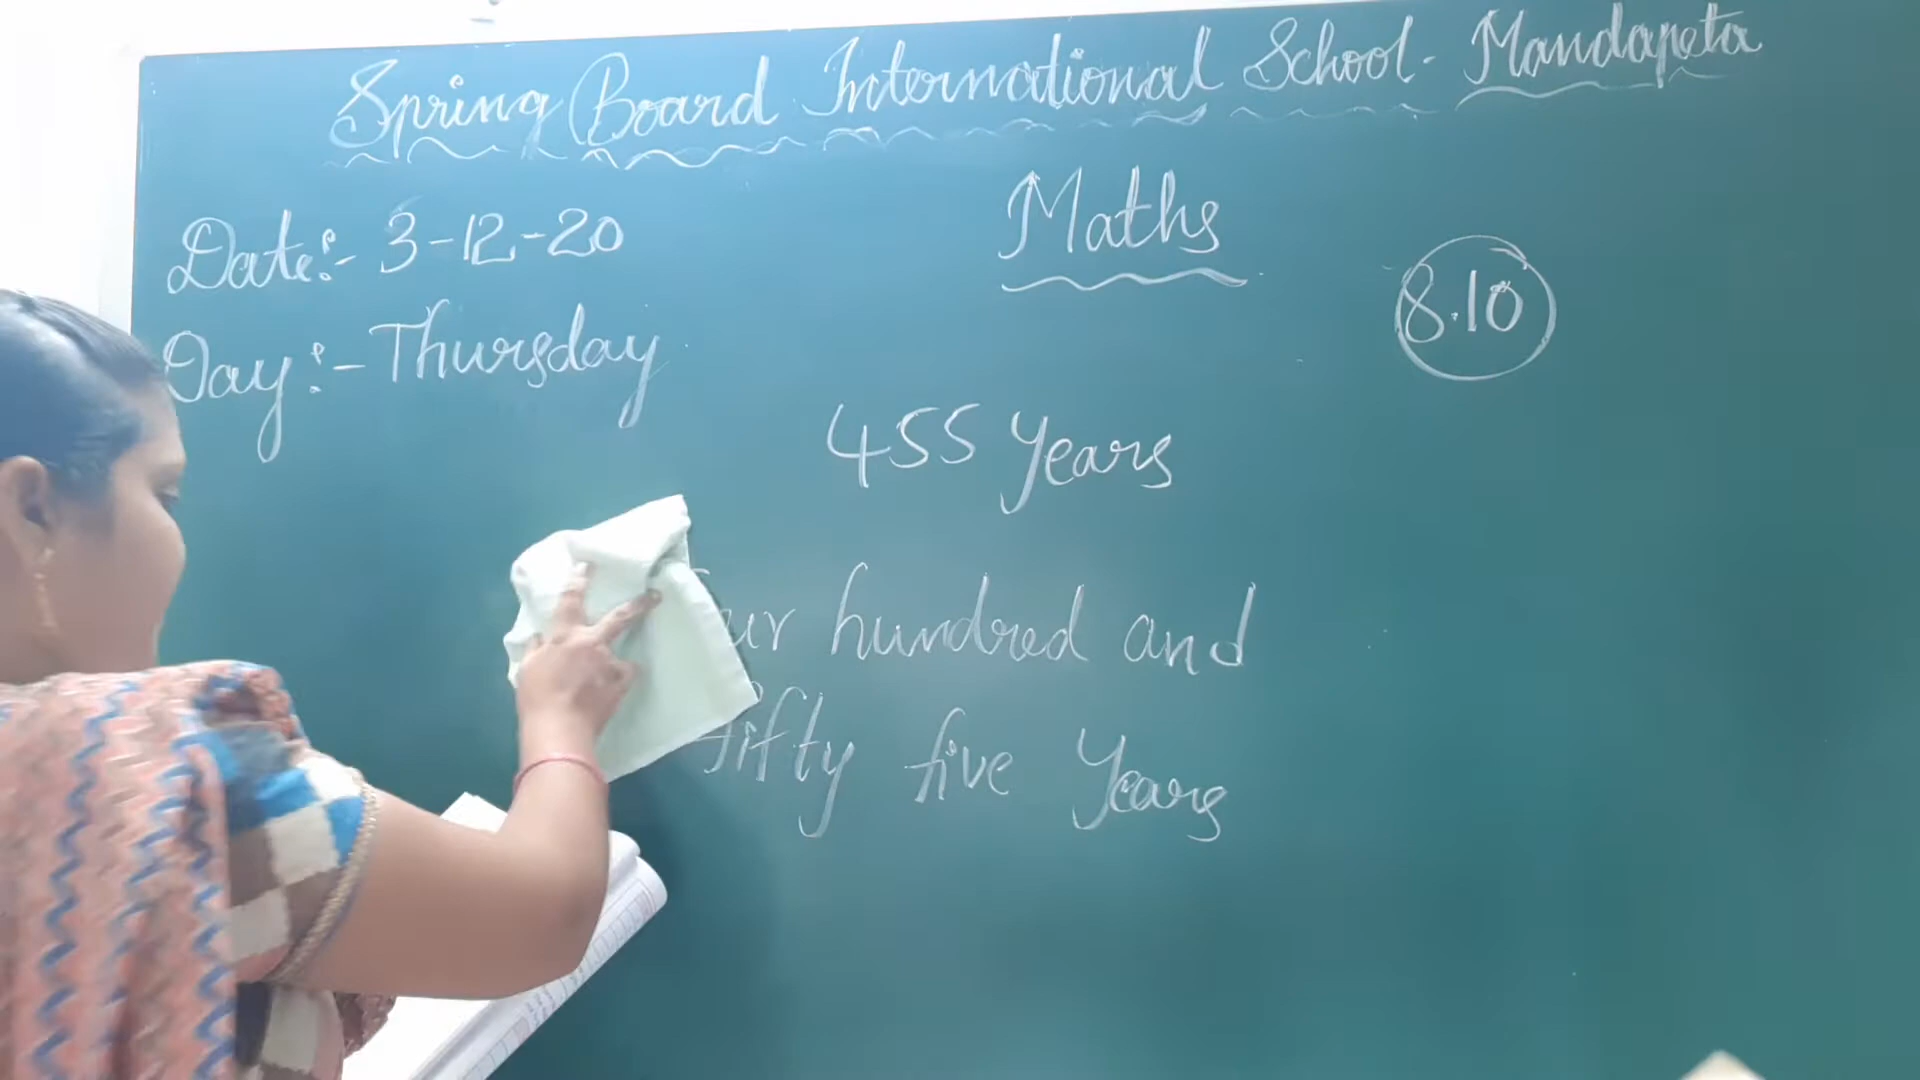 Spring Board International School - Mandapeta
Maths
Date:- 3-12-20
8.10
Day:- Thursday
455 Years
hundred and
fifty five Years